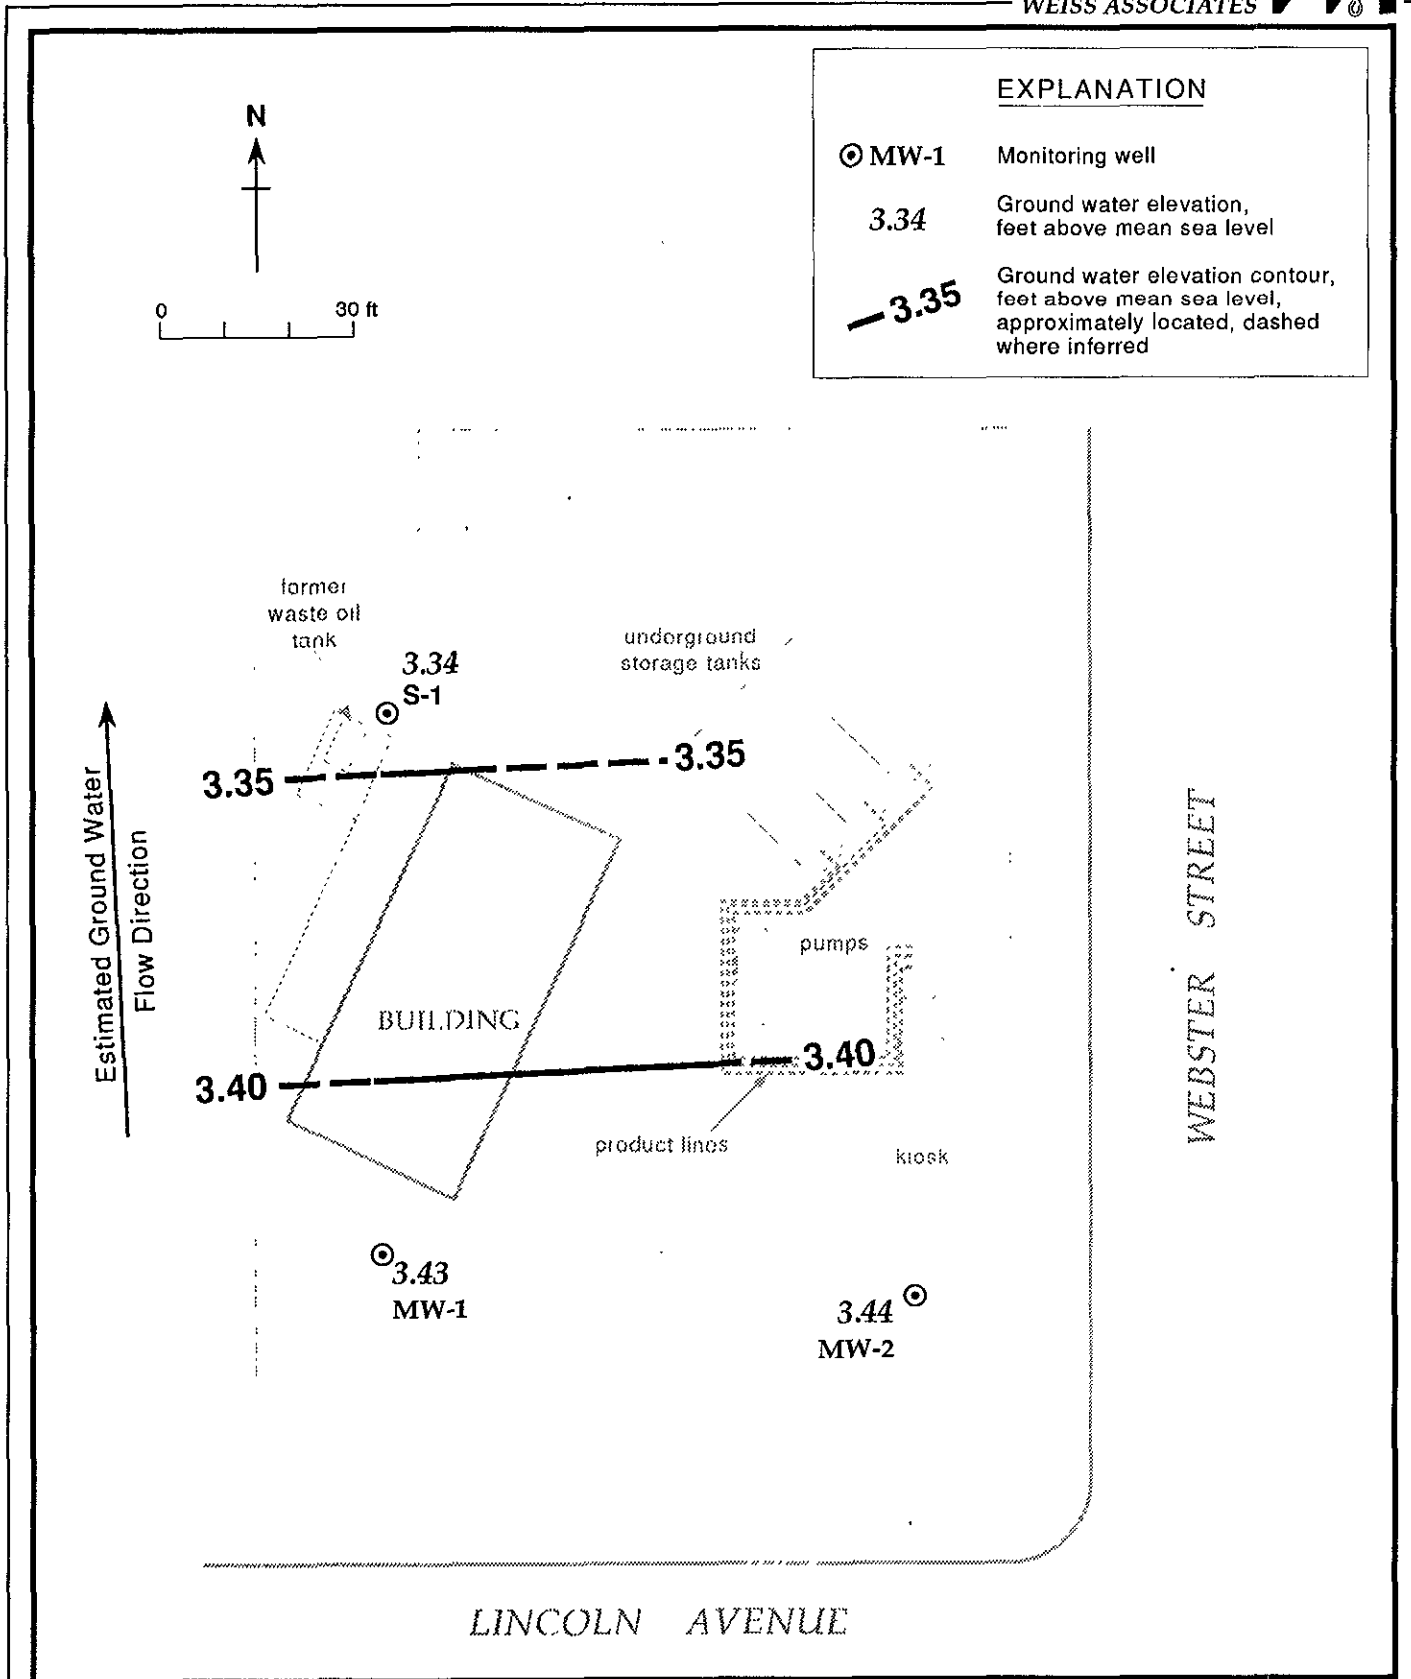 WEISS ASSOCIATES
EXPLANATION
MW-1 Monitoring well
3.34 Ground water elevation,
feet above mean sea level
3.35 Ground water elevation contour,
feet above mean sea level,
approximately located, dashed
where inferred
N
0 30 ft
former
waste oil
tank
3.34
S-1
underground
storage tanks
3.35 3.35
Estimated Ground Water
Flow Direction
WEBSTER STREET
pumps
BUILDING
3.40 3.40
product lines
kiosk
3.43
MW-1
3.44
MW-2
LINCOLN AVENUE